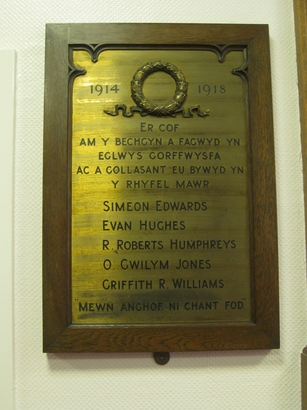 1914 1918
ER COF
AM Y BECHGYN A FAGWYD YN
EGLWYS GORFFWYSFA
AC A GOLLASANT EU BYWYD YN
Y RHYFEL MAWR
SIMEON EDWARDS
EVAN HUGHES
R. ROBERTS HUMPHREYS
O. GWILYM JONES
GRIFFITH R. WILLIAMS
MEWN ANGHOF NI CHANT FOD